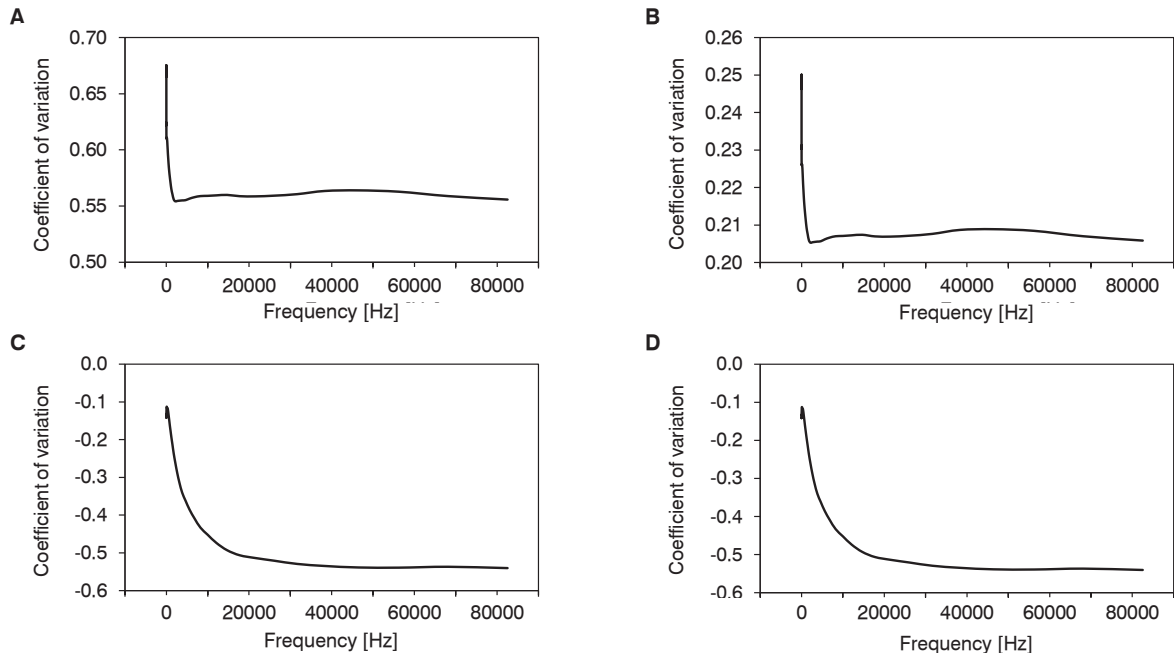 A
Coefficient of variation
0.70
0.65
0.60
0.55
0.50
0 20000 40000 60000 80000
Frequency [Hz]
B
Coefficient of variation
0.26
0.25
0.24
0.23
0.22
0.21
0.20
0 20000 40000 60000 80000
Frequency [Hz]
C
Coefficient of variation
0.0
-0.1
-0.2
-0.3
-0.4
-0.5
-0.6
0 20000 40000 60000 80000
Frequency [Hz]
D
Coefficient of variation
0.0
-0.1
-0.2
-0.3
-0.4
-0.5
-0.6
0 20000 40000 60000 80000
Frequency [Hz]